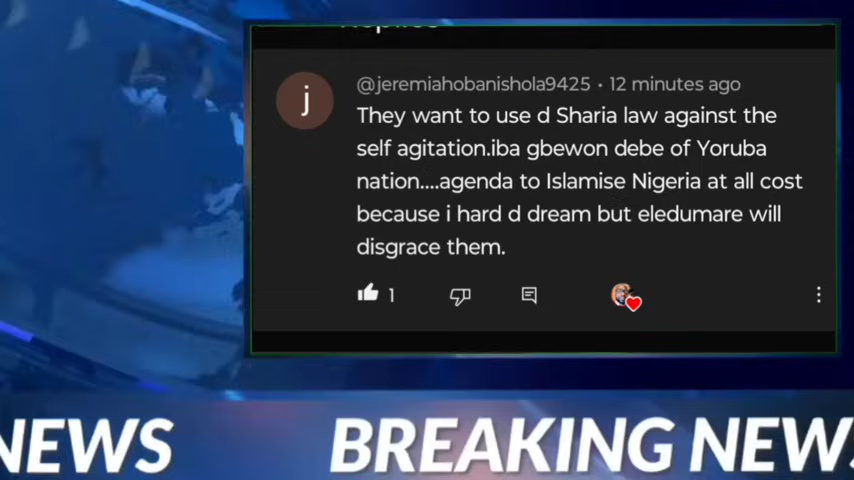 @jeremiahobanishola9425 · 12 minutes ago
j
They want to use d Sharia law against the
self agitation.iba gbewon debe of Yoruba
nation....agenda to Islamise Nigeria at all cost
because i hard d dream but eledumare will
disgrace them.
1
NEWS BREAKING NEWS